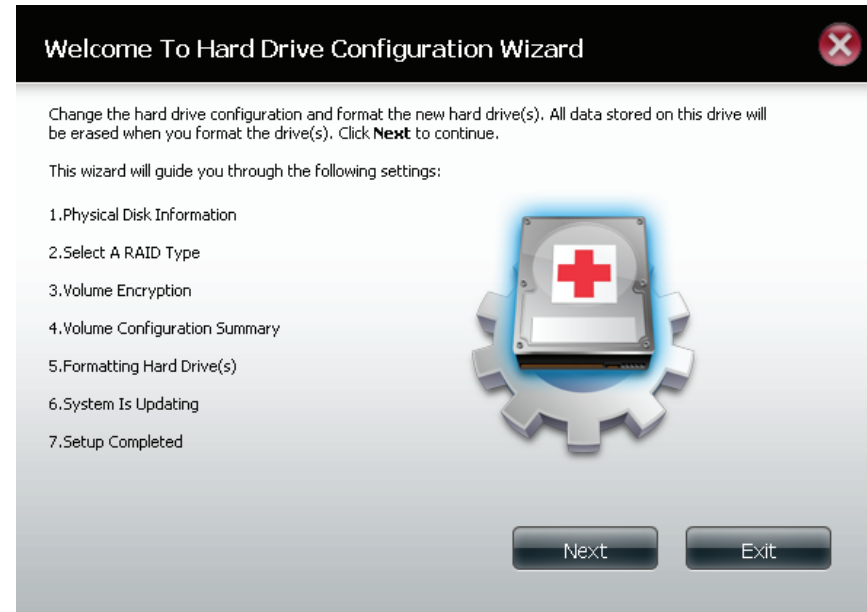 Welcome To Hard Drive Configuration Wizard
Change the hard drive configuration and format the new hard drive(s). All data stored on this drive will
be erased when you format the drive(s). Click Next to continue.
This wizard will guide you through the following settings:
1.Physical Disk Information
2.Select A RAID Type
3.Volume Encryption
4.Volume Configuration Summary
5.Formatting Hard Drive(s)
6.System Is Updating
7.Setup Completed
Next
Exit